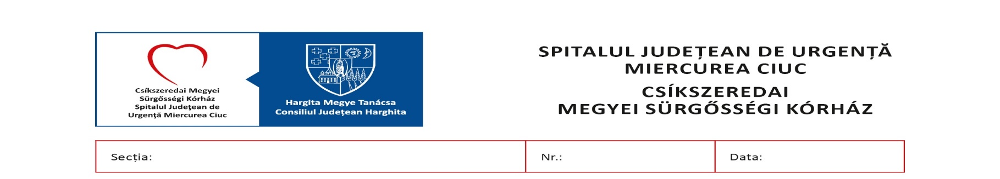 Csíkszeredai Megyei
Sürgősségi Kórház
Spitalul Judeţean de
Urgenţă Miercurea Ciuc
Hargita Megye Tanácsa
Consiliul Judeţean Harghita
SPITALUL JUDEȚEAN DE URGENȚĂ
MIERCUREA CIUC
CSÍKSZEREDAI
MEGYEI SÜRGŐSSÉGI KÓRHÁZ
Secția:
Nr.:
Data: